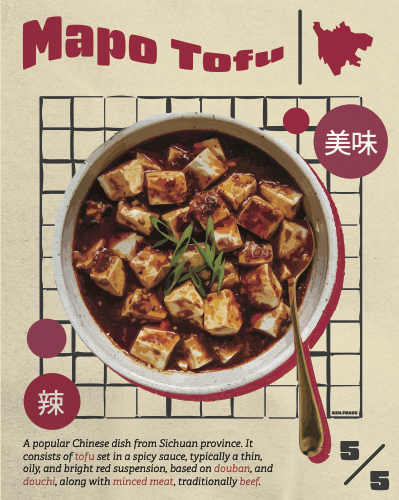 Mapo Tofu
美味
辣
BEN.FRADE
A popular Chinese dish from Sichuan province. It
consists of tofu set in a spicy sauce, typically a thin,
oily, and bright red suspension, based on douban, and
douchi, along with minced meat, traditionally beef.
5/5